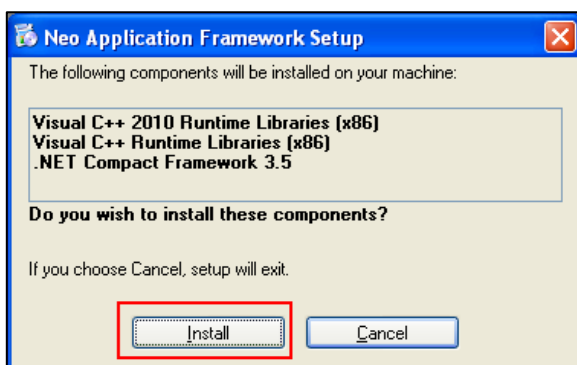 Neo Application Framework Setup
The following components will be installed on your machine:
Visual C++ 2010 Runtime Libraries (x86)
Visual C++ Runtime Libraries (x86)
.NET Compact Framework 3.5
Do you wish to install these components?
If you choose Cancel, setup will exit.
Install
Cancel